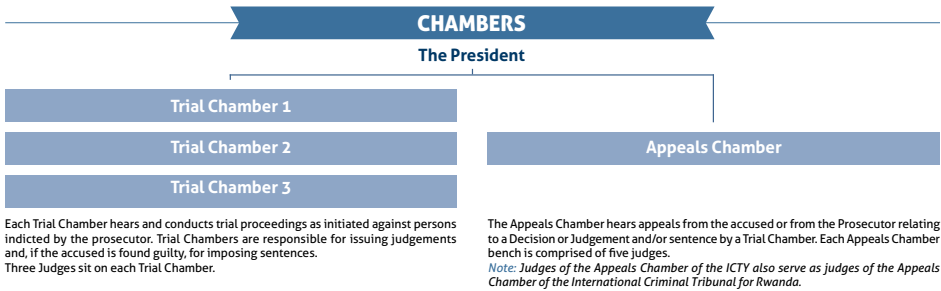 CHAMBERS
The President
Trial Chamber 1
Trial Chamber 2
Trial Chamber 3
Each Trial Chamber hears and conducts trial proceedings as initiated against persons
indicted by the prosecutor. Trial Chambers are responsible for issuing judgements
and, if the accused is found guilty, for imposing sentences.
Three Judges sit on each Trial Chamber.
Appeals Chamber
The Appeals Chamber hears appeals from the accused or from the Prosecutor relating
to a Decision or Judgement and/or sentence by a Trial Chamber. Each Appeals Chamber
bench is comprised of five judges.
Note: Judges of the Appeals Chamber of the ICTY also serve as judges of the Appeals
Chamber of the International Criminal Tribunal for Rwanda.